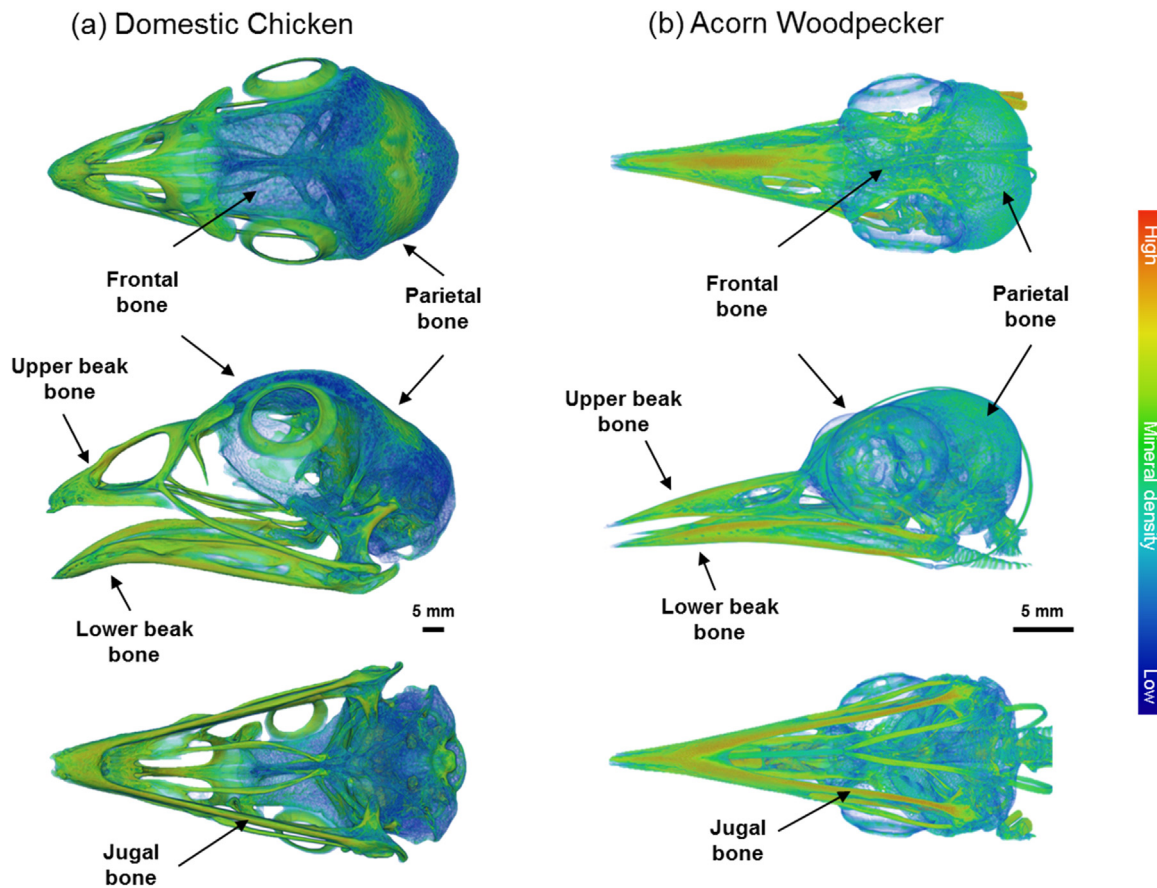 (a) Domestic Chicken
(b) Acorn Woodpecker
Frontal
bone
Parietal
bone
Frontal
bone
Parietal
bone
Upper beak
bone
Upper beak
bone
Lower beak
bone
5 mm
Lower beak
bone
5 mm
Jugal
bone
Jugal
bone
High
Mineral density
Low